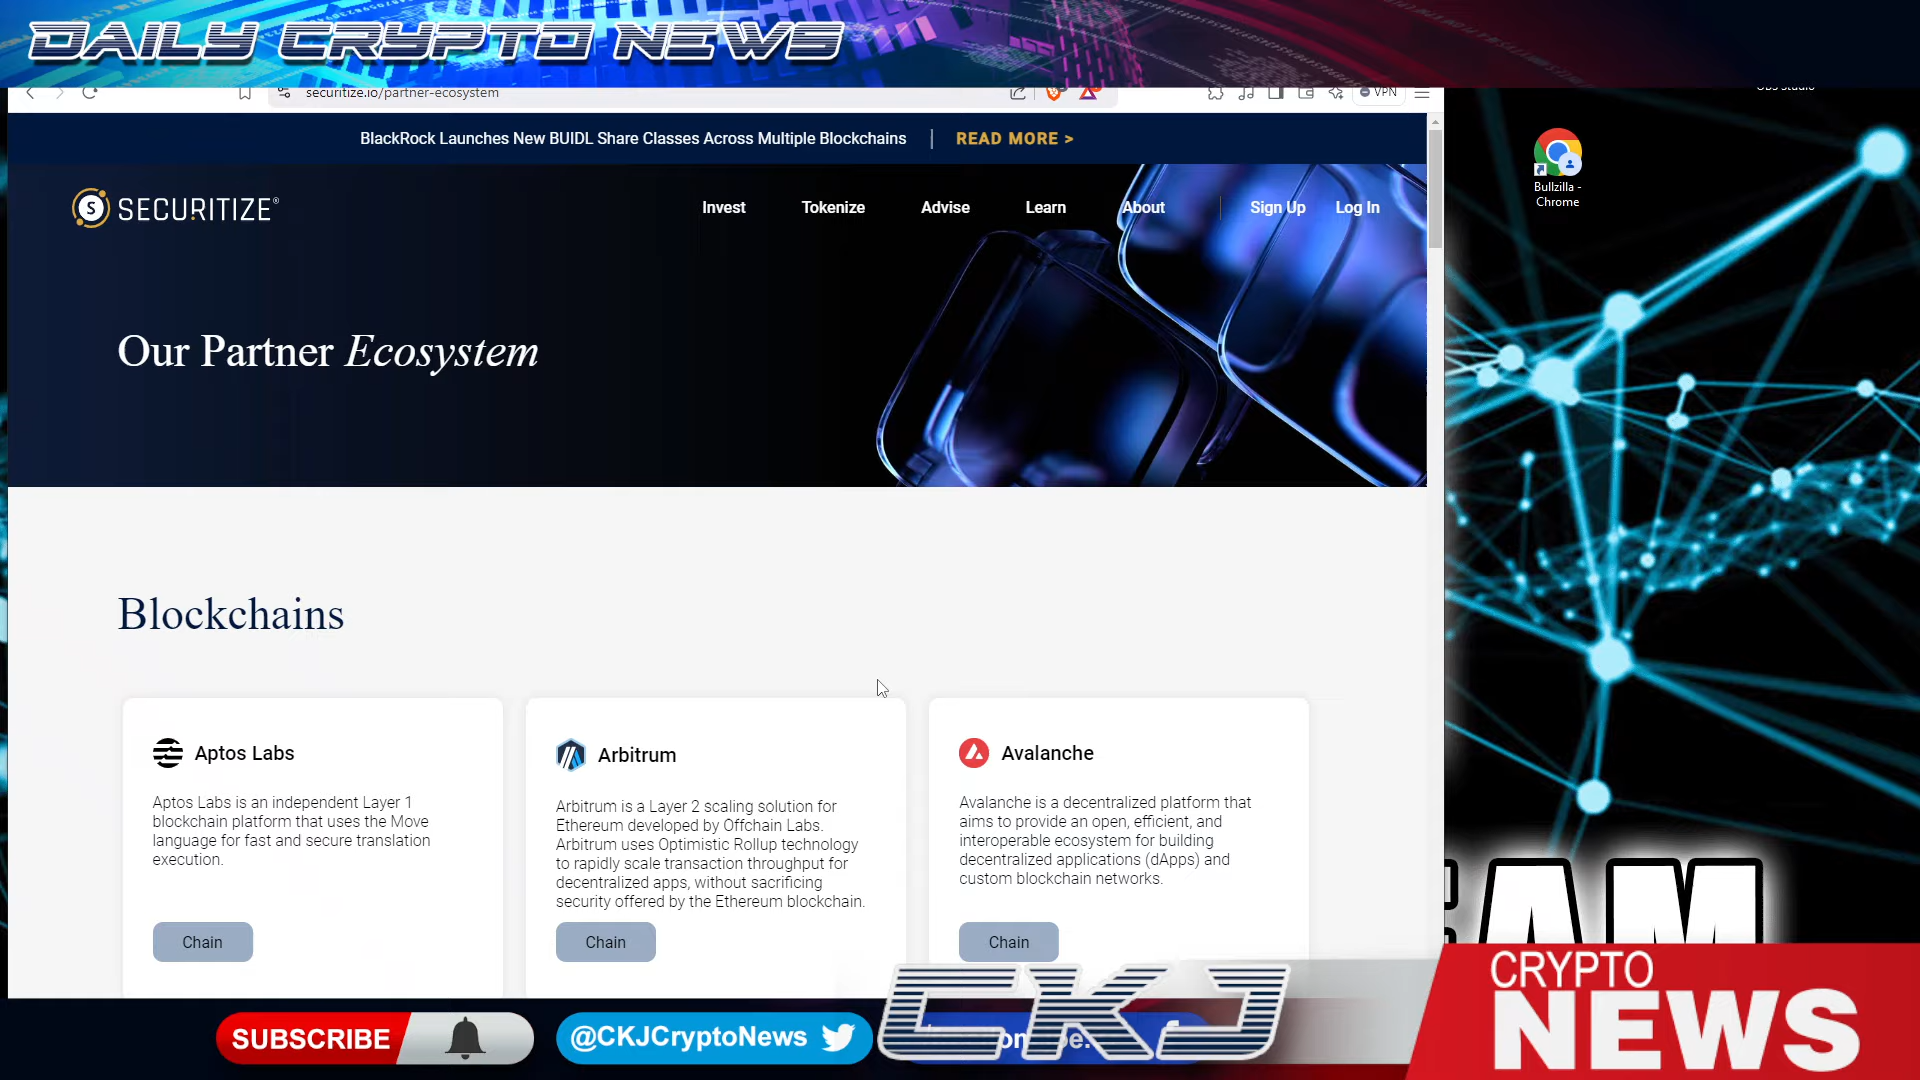 DAILY CRYPTO NEWS
securitize.io/partner-ecosystem
VPN
OBS Studio
BlackRock Launches New BUIDL Share Classes Across Multiple Blockchains | READ MORE >
Bullzilla -
Chrome
S SECURITIZE®
Invest
Tokenize
Advise
Learn
About
Sign Up
Log In
Our Partner Ecosystem
Blockchains
Aptos Labs
Aptos Labs is an independent Layer 1
blockchain platform that uses the Move
language for fast and secure translation
execution.
Chain
Arbitrum
Arbitrum is a Layer 2 scaling solution for
Ethereum developed by Offchain Labs.
Arbitrum uses Optimistic Rollup technology
to rapidly scale transaction throughput for
decentralized apps, without sacrificing
security offered by the Ethereum blockchain.
Chain
Avalanche
Avalanche is a decentralized platform that
aims to provide an open, efficient, and
interoperable ecosystem for building
decentralized applications (dApps) and
custom blockchain networks.
Chain
SUBSCRIBE
@CKJCryptoNews
CKJ
CRYPTO
NEWS